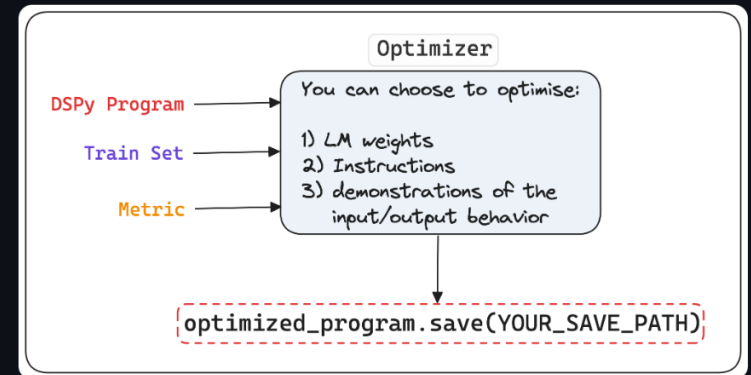 Optimizer
You can choose to optimise:
DSPy Program
1) LM weights
Train Set
2) Instructions
3) demonstrations of the
Metric
input/output behavior
optimized_program.save(YOUR_SAVE_PATH)